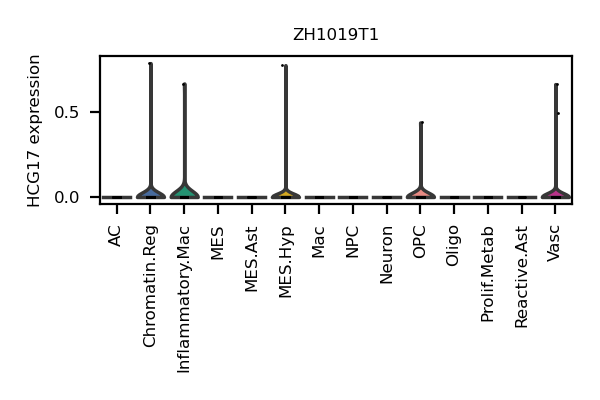 ZH1019T1
HCG17 expression
0.5
0.0
AC
Chromatin.Reg
Inflammatory.Mac
MES
MES.Ast
MES.Hyp
Mac
NPC
Neuron
OPC
Oligo
Prolif.Metab
Reactive.Ast
Vasc